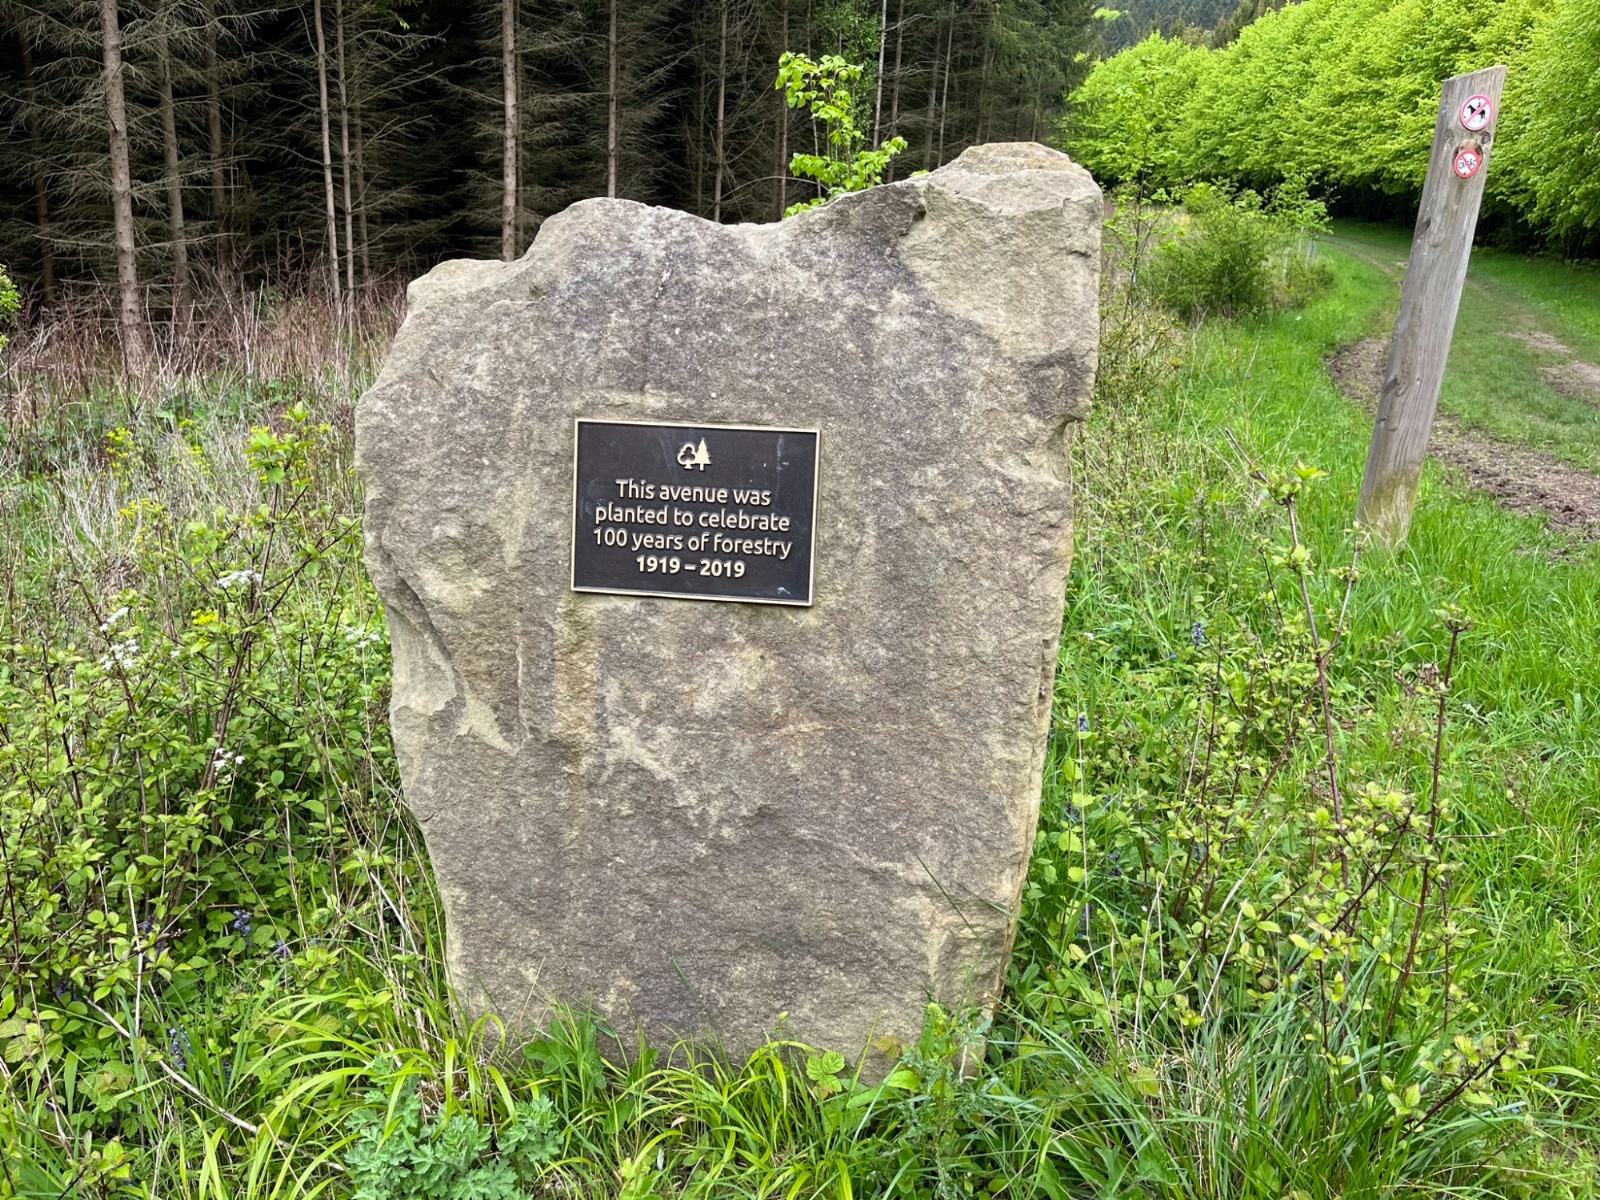 This avenue was
planted to celebrate
100 years of forestry
1919 – 2019